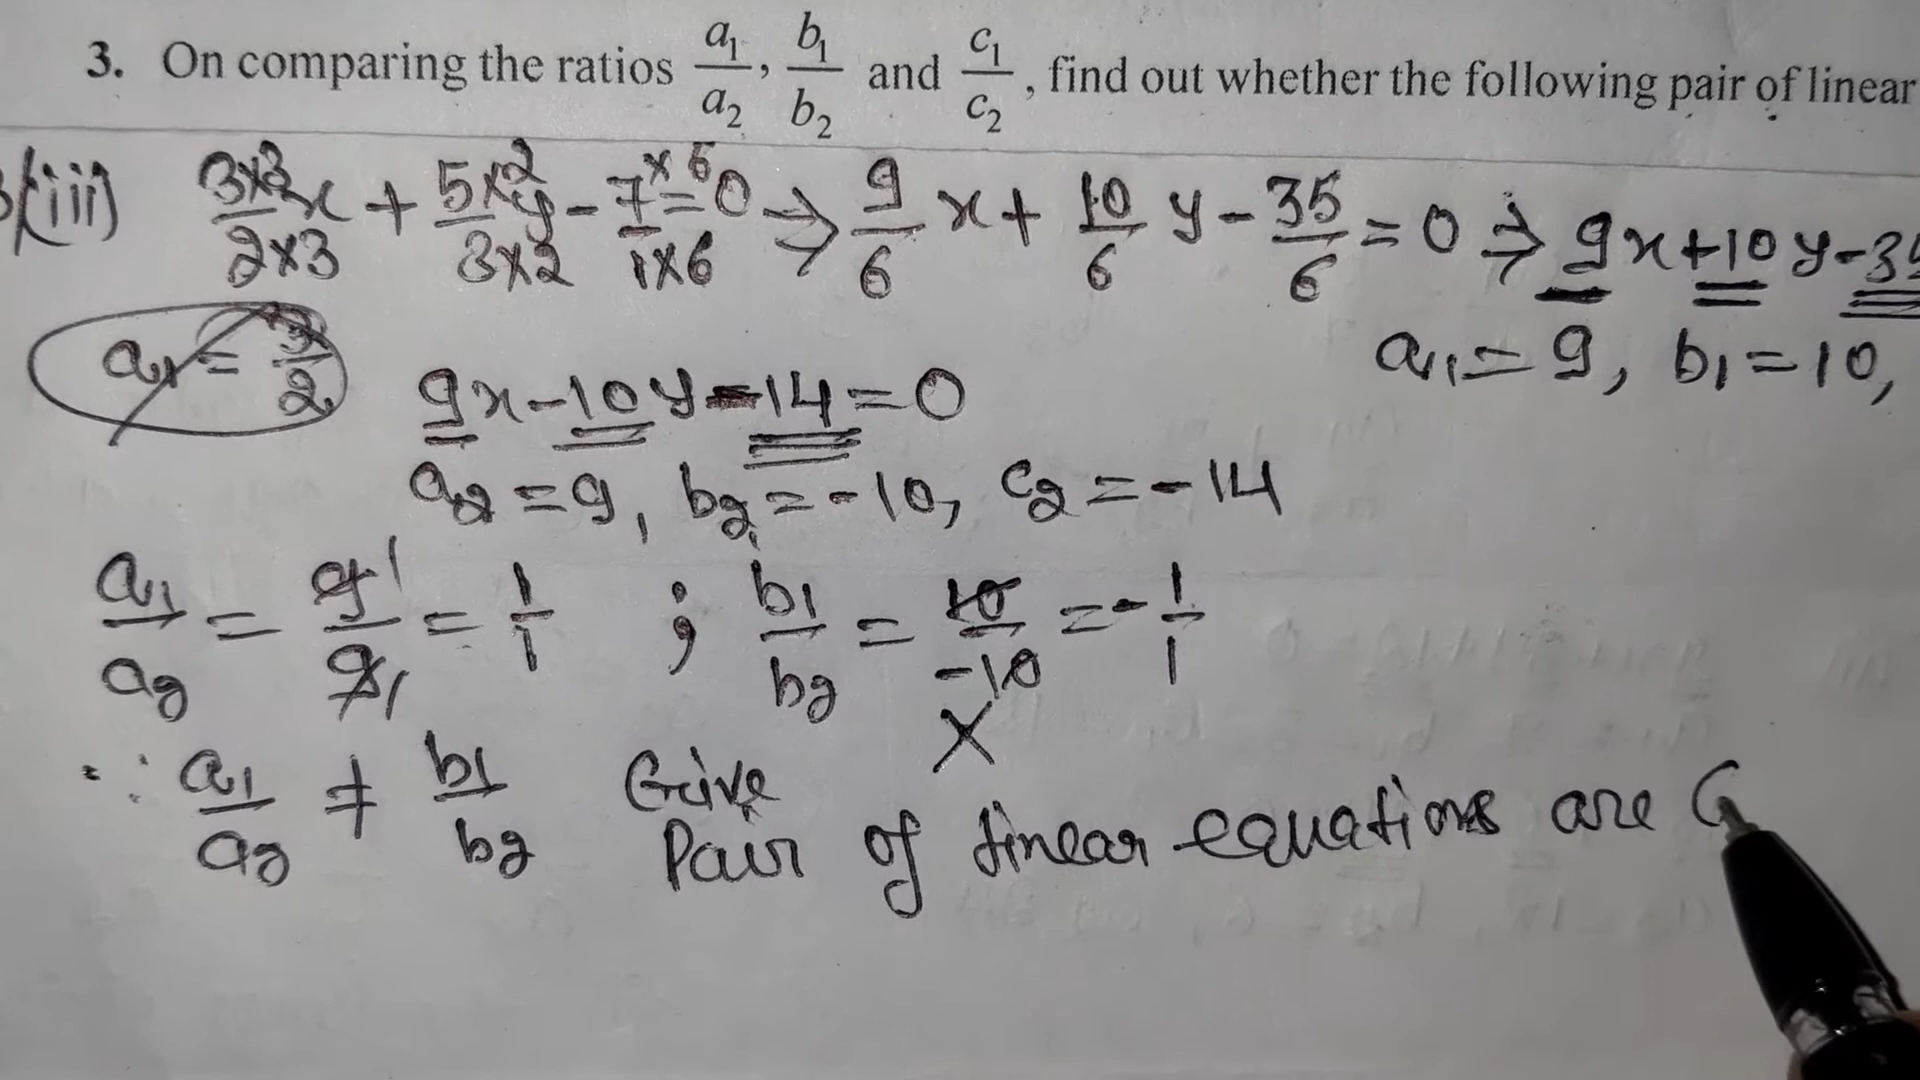 3. On comparing the ratios a₁/a₂, b₁/b₂ and c₁/c₂, find out whether the following pair of linear
(iii) 3×3/2×3 x + 5×2/3×2 y - 7×6/1×6 = 0 ⇒ 9/6 x + 10/6 y - 35/6 = 0 ⇒ 9x+10y-35
a₁ = 3/2
a₁ = 9, b₁ = 10,
9x-10y-14=0
a₂ = 9, b₂ = -10, c₂ = -14
a₁/a₂ = 9 1/9 1 = 1/1 ; b₁/b₂ = 10/-10 = -1/1
X
∵ a₁/a₂ ≠ b₁/b₂ Give
Pair of linear equations are C